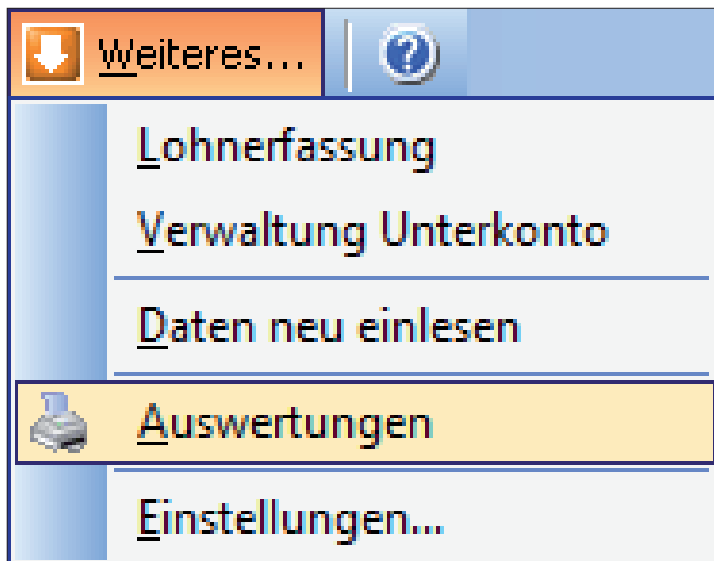 Weiteres...
Lohnerfassung
Verwaltung Unterkonto
Daten neu einlesen
Auswertungen
Einstellungen...